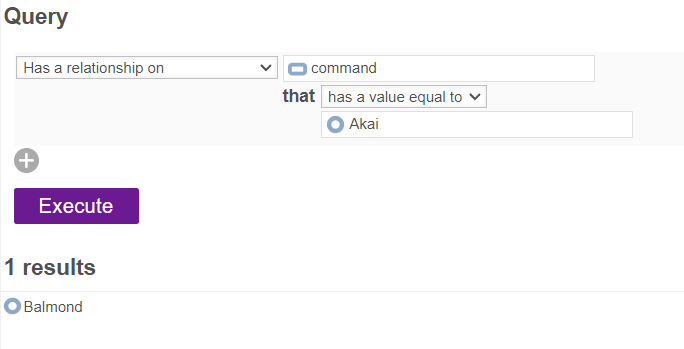 Query
Has a relationship on command
that has a value equal to
Akai
Execute
1 results
Balmond